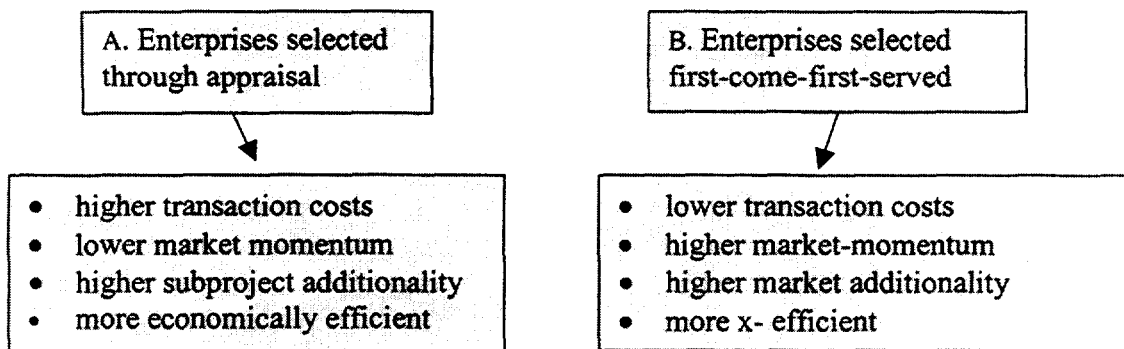 A. Enterprises selected
through appraisal
• higher transaction costs
• lower market momentum
• higher subproject additionality
• more economically efficient
B. Enterprises selected
first-come-first-served
• lower transaction costs
• higher market-momentum
• higher market additionality
• more x- efficient